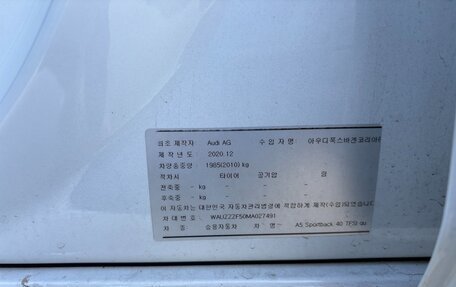 최초 제작자 Audi AG 수 입 자 명: 아우디폭스바겐코리아
제 작 년 도: 2020.12
차량총중량: 1985(2010) kg
적차시 타이어 공기압 림
전축중 - kg - - -
후축중 - kg - - -
이 자동차는 대한민국 자동차관리법령에 적합하게 제작(수입)되었습니다
차 대 번 호: WAUZZZF50MA027491
차 종: 승용자동차 차 명- A5 Sportback 40 TFSI qu